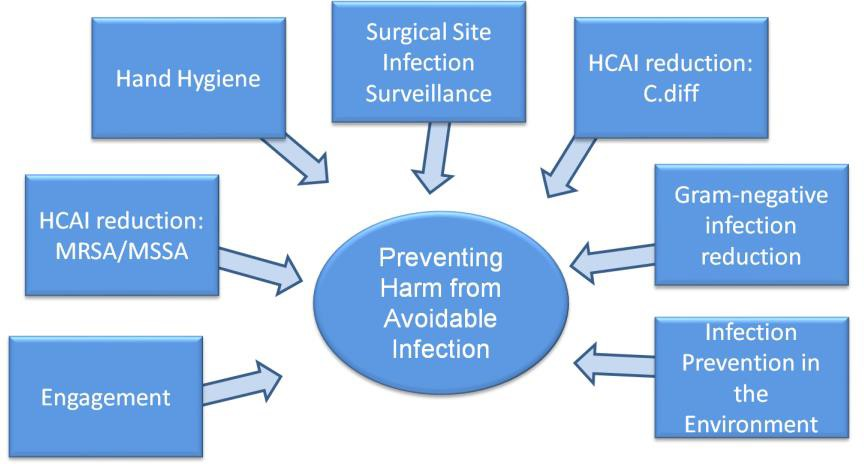 Hand Hygiene
Surgical Site
Infection
Surveillance
HCAI reduction:
C.diff
HCAI reduction:
MRSA/MSSA
Gram-negative
infection
reduction
Preventing
Harm from
Avoidable
Infection
Engagement
Infection
Prevention in
the
Environment